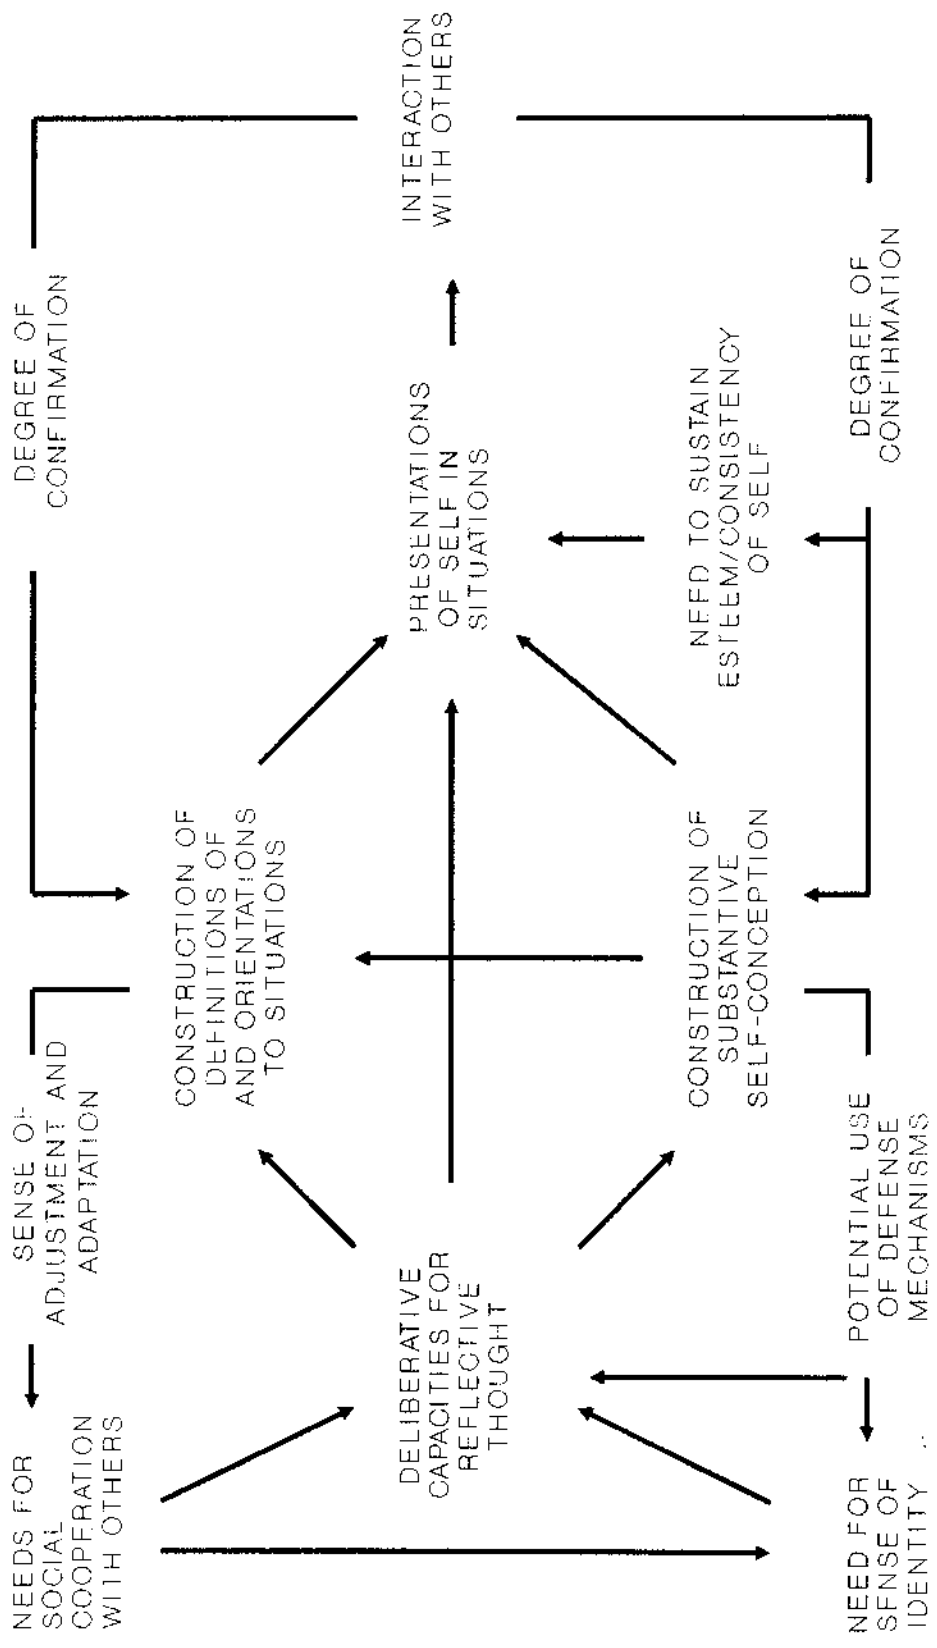 NEEDS FOR
SOCIAL
COOPERATION
WITH OTHERS
SENSE OF
ADJUSTMENT AND
ADAPTATION
DEGREE OF
CONFIRMATION
CONSTRUCTION OF
DEFINITIONS OF
AND ORIENTATIONS
TO SITUATIONS
DELIBERATIVE
CAPACITIES FOR
REFLECTIVE
THOUGHT
PRESENTATIONS
OF SELF IN
SITUATIONS
INTERACTION
WITH OTHERS
CONSTRUCTION OF
SUBSTANTIVE
SELF-CONCEPTION
NEED TO SUSTAIN
ESTEEM/CONSISTENCY
OF SELF
NEED FOR
SENSE OF
IDENTITY
POTENTIAL USE
OF DEFENSE
MECHANISMS
DEGREE OF
CONFIRMATION